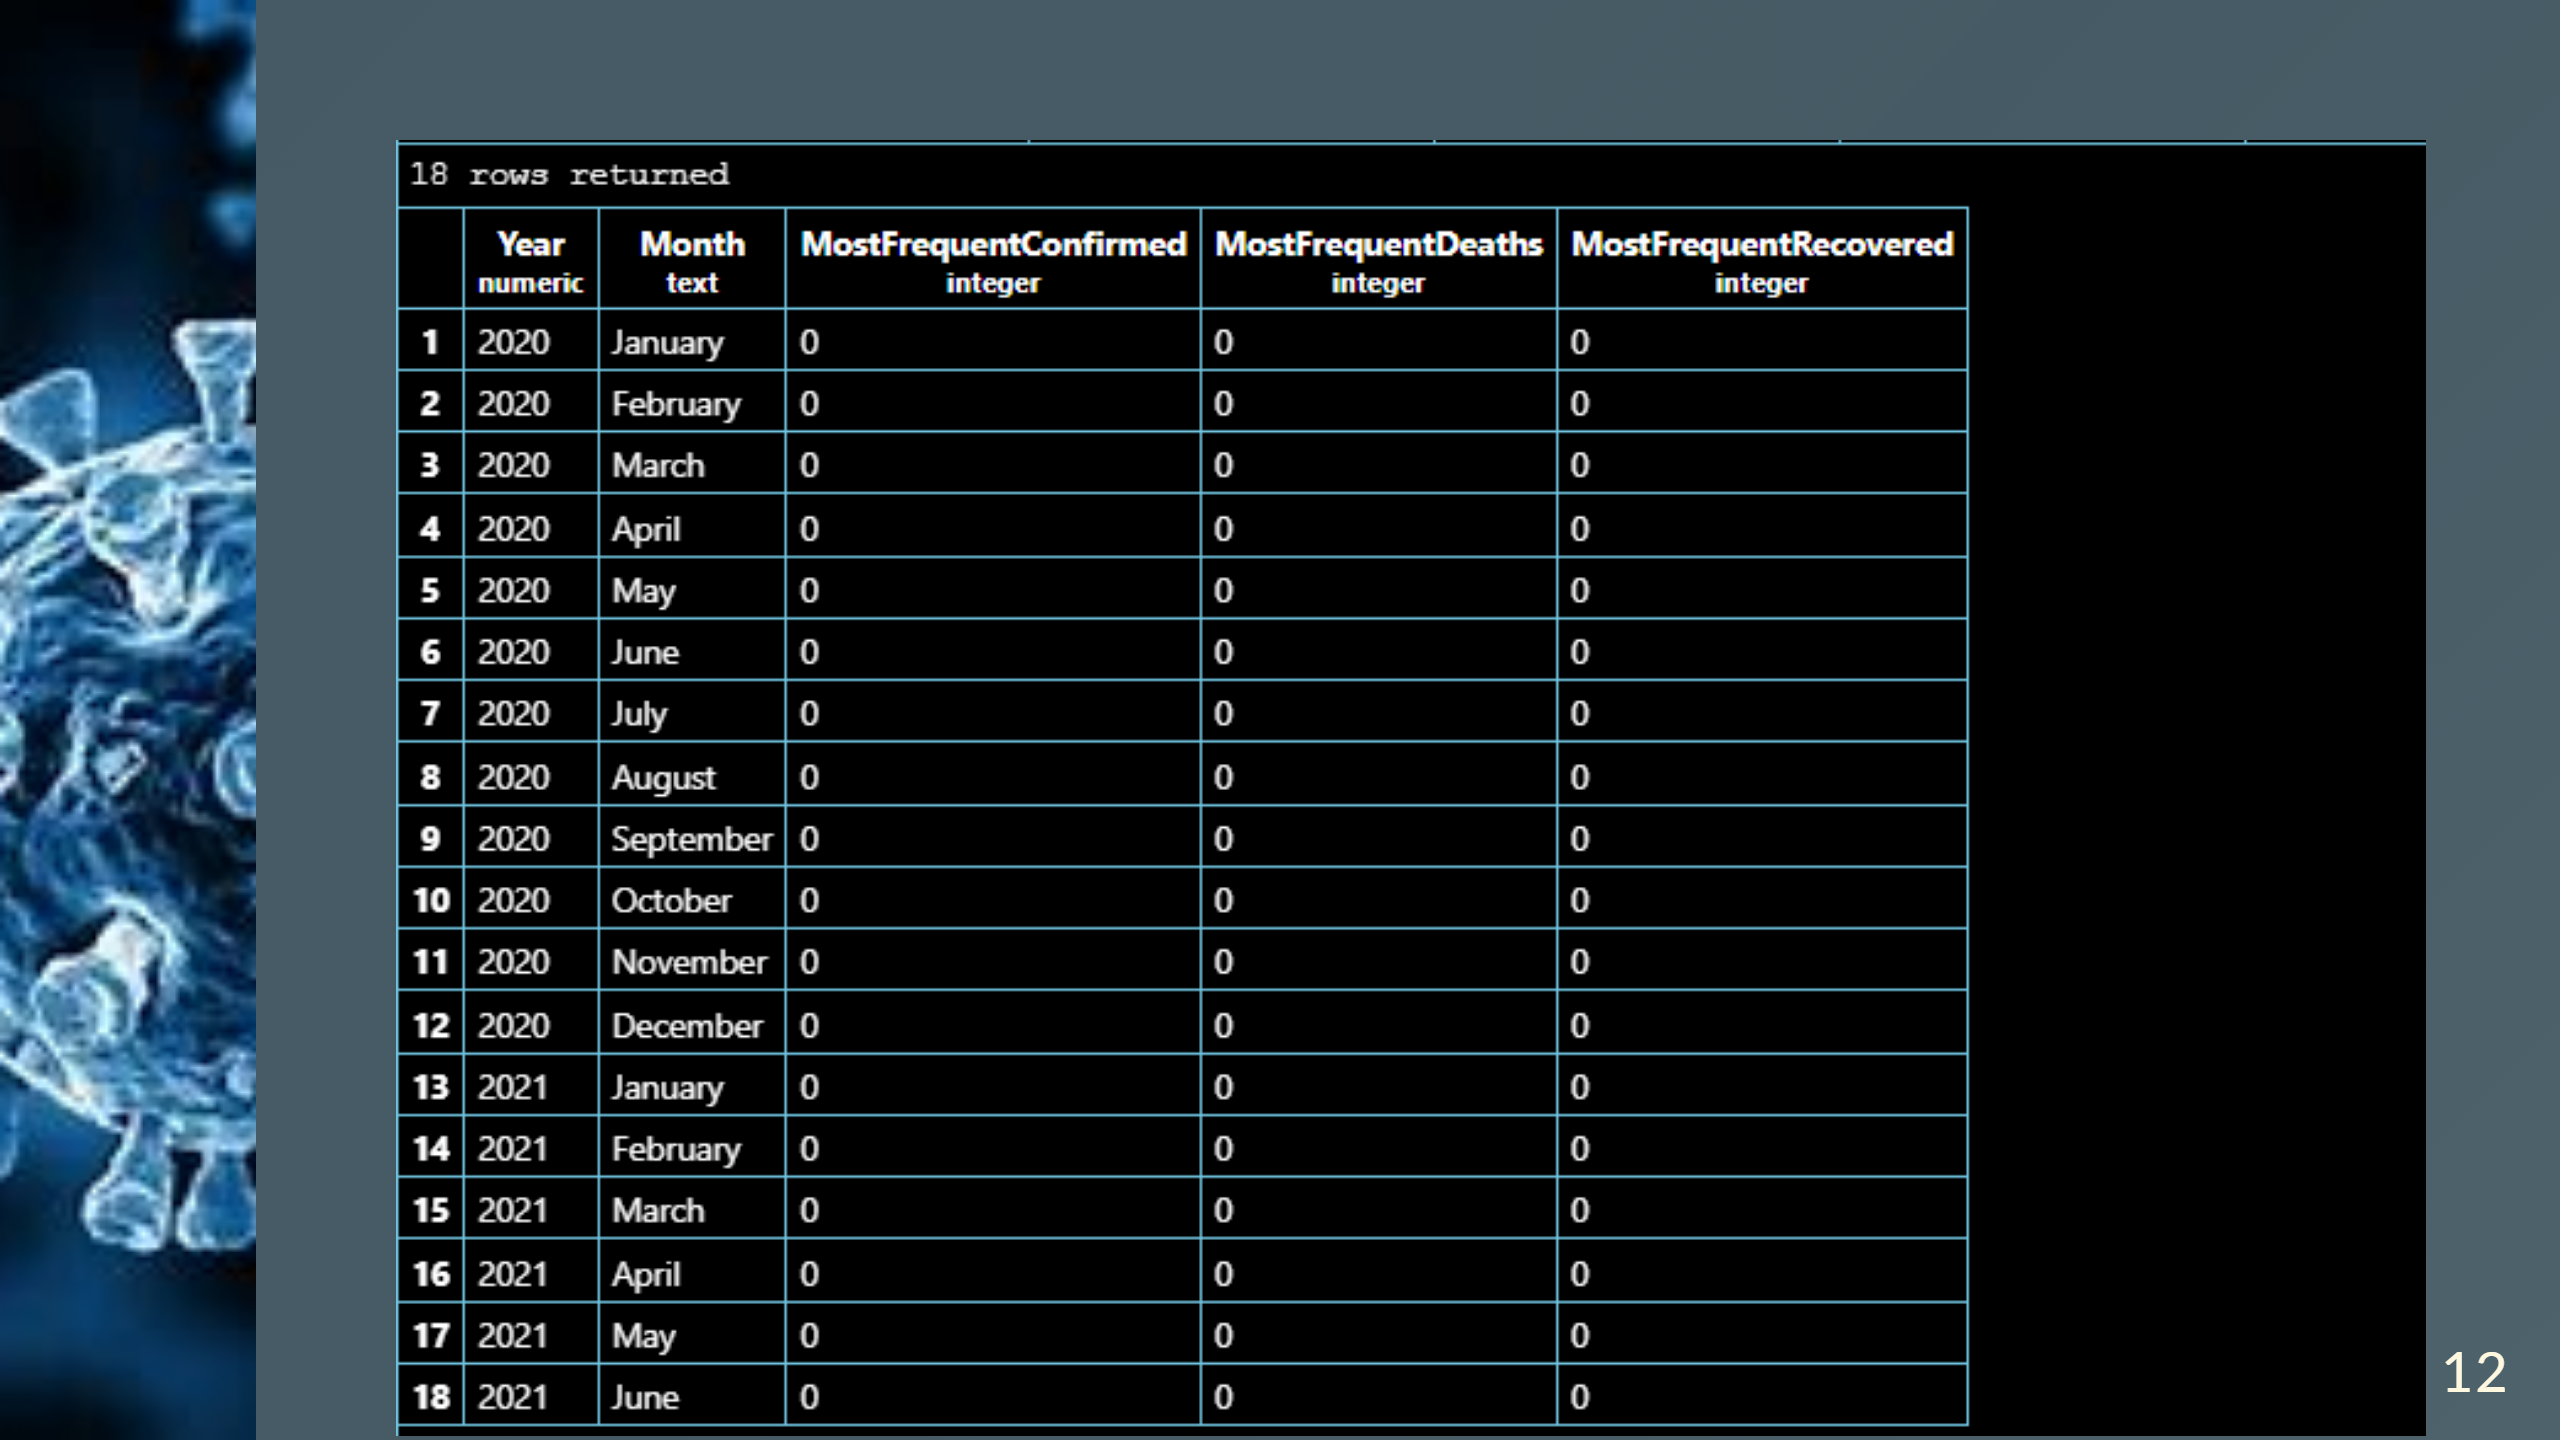 18 rows returned
Year Month MostFrequentConfirmed MostFrequentDeaths MostFrequentRecovered
numeric text integer integer integer
1 2020 January 0 0 0
2 2020 February 0 0 0
3 2020 March 0 0 0
4 2020 April 0 0 0
5 2020 May 0 0 0
6 2020 June 0 0 0
7 2020 July 0 0 0
8 2020 August 0 0 0
9 2020 September 0 0 0
10 2020 October 0 0 0
11 2020 November 0 0 0
12 2020 December 0 0 0
13 2021 January 0 0 0
14 2021 February 0 0 0
15 2021 March 0 0 0
16 2021 April 0 0 0
17 2021 May 0 0 0
18 2021 June 0 0 0
12